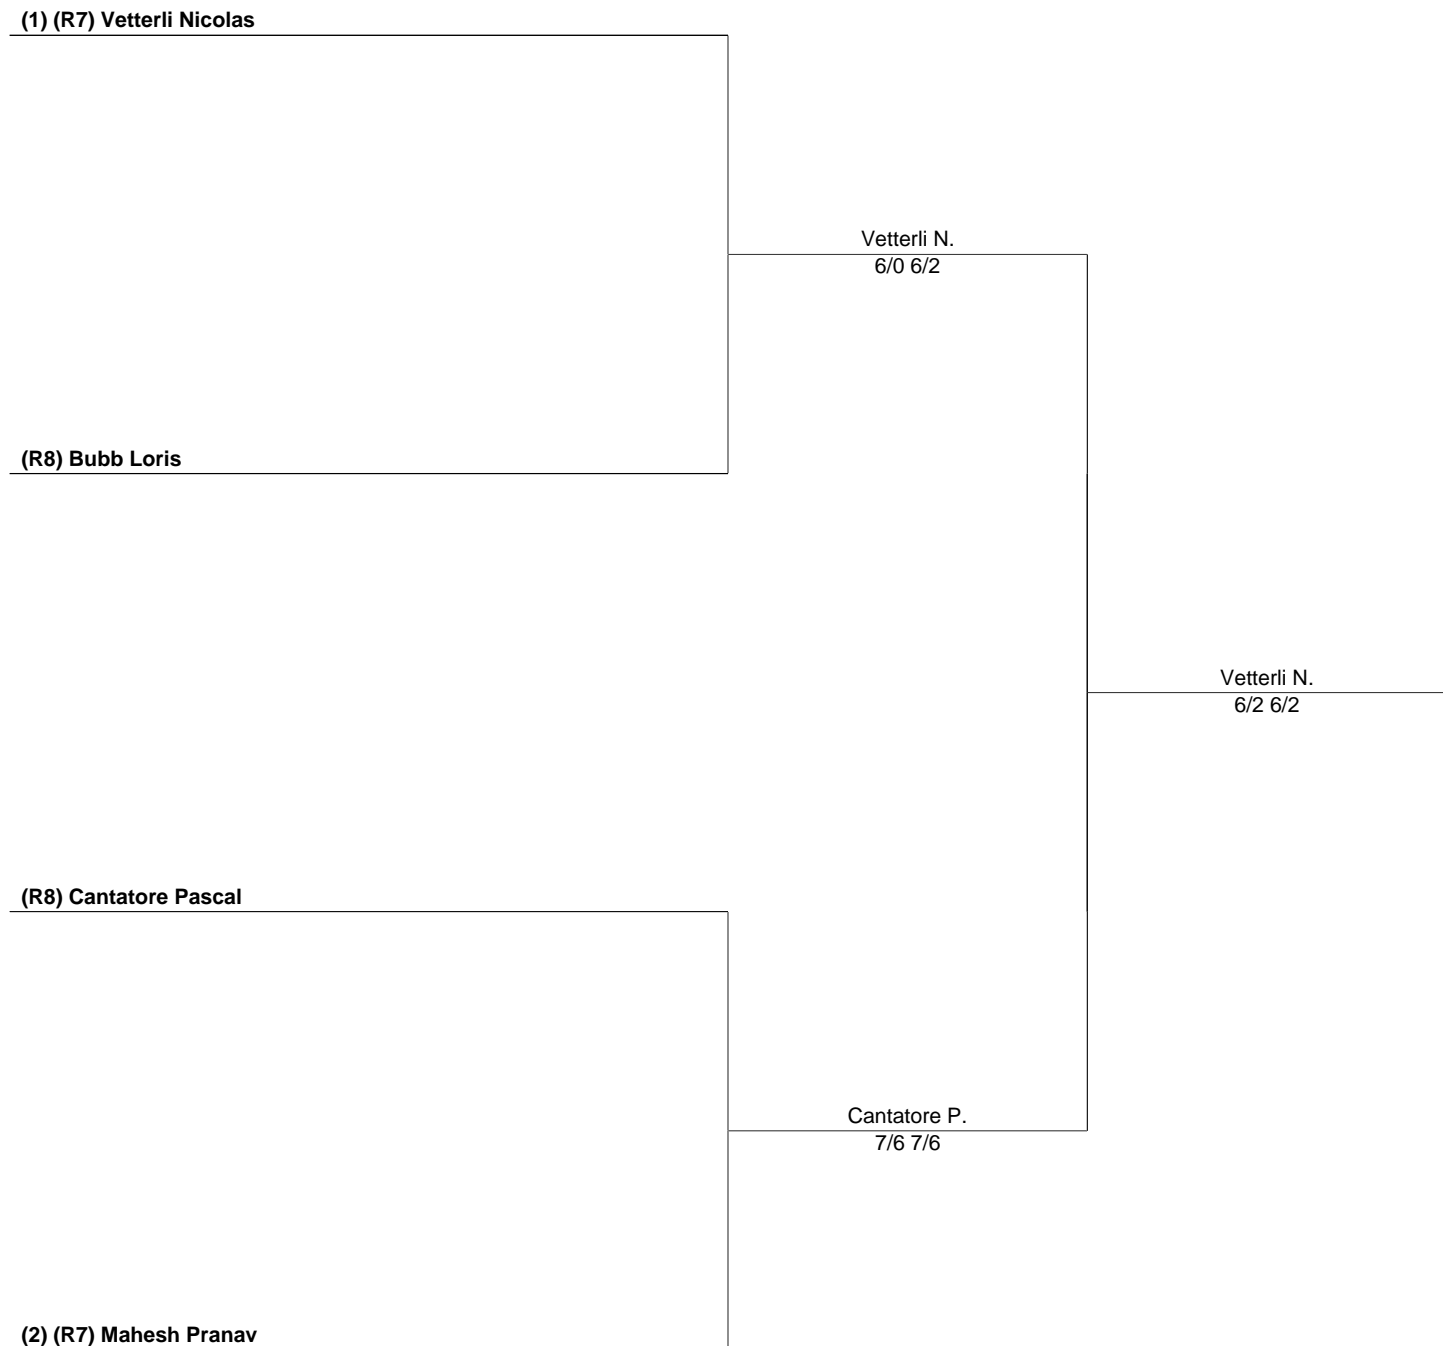 (1) (R7) Vetterli Nicolas
Vetterli N.
6/0 6/2
(R8) Bubb Loris
Vetterli N.
6/2 6/2
(R8) Cantatore Pascal
Cantatore P.
7/6 7/6
(2) (R7) Mahesh Pranav